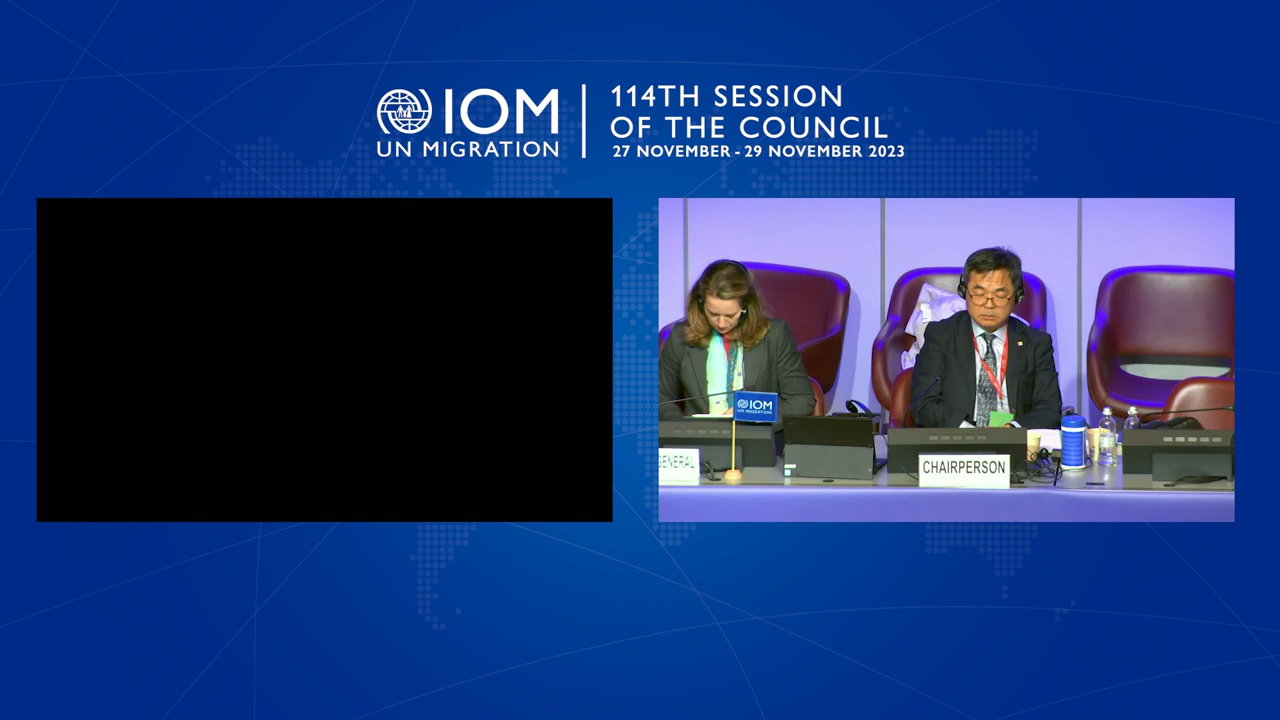 IOM
UN MIGRATION
114TH SESSION
OF THE COUNCIL
27 NOVEMBER - 29 NOVEMBER 2023
IOM
UN MIGRATION
GENERAL
CHAIRPERSON